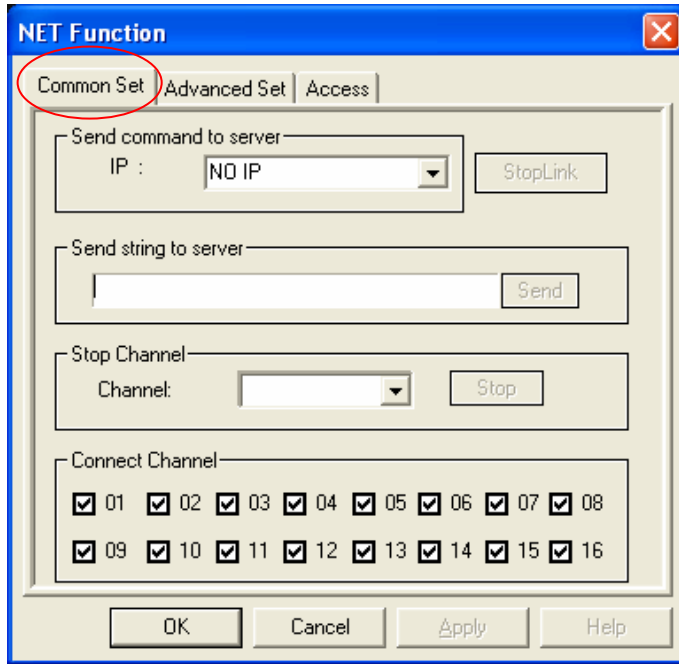 NET Function
Common Set Advanced Set Access
Send command to server
IP : NO IP StopLink
Send string to server
Send
Stop Channel
Channel: Stop
Connect Channel
01 02 03 04 05 06 07 08
09 10 11 12 13 14 15 16
OK Cancel Apply Help